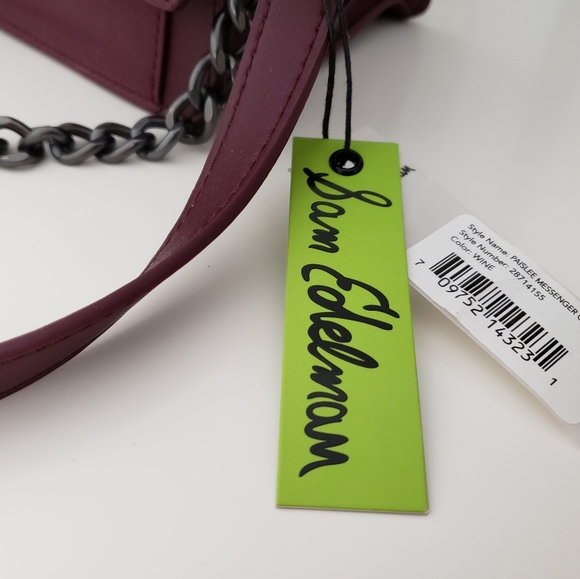 Sam Edelman
Style Name: PAISLEE MESSENGER
Style Number: 28714155
Color: WINE
7 09752 14323 1